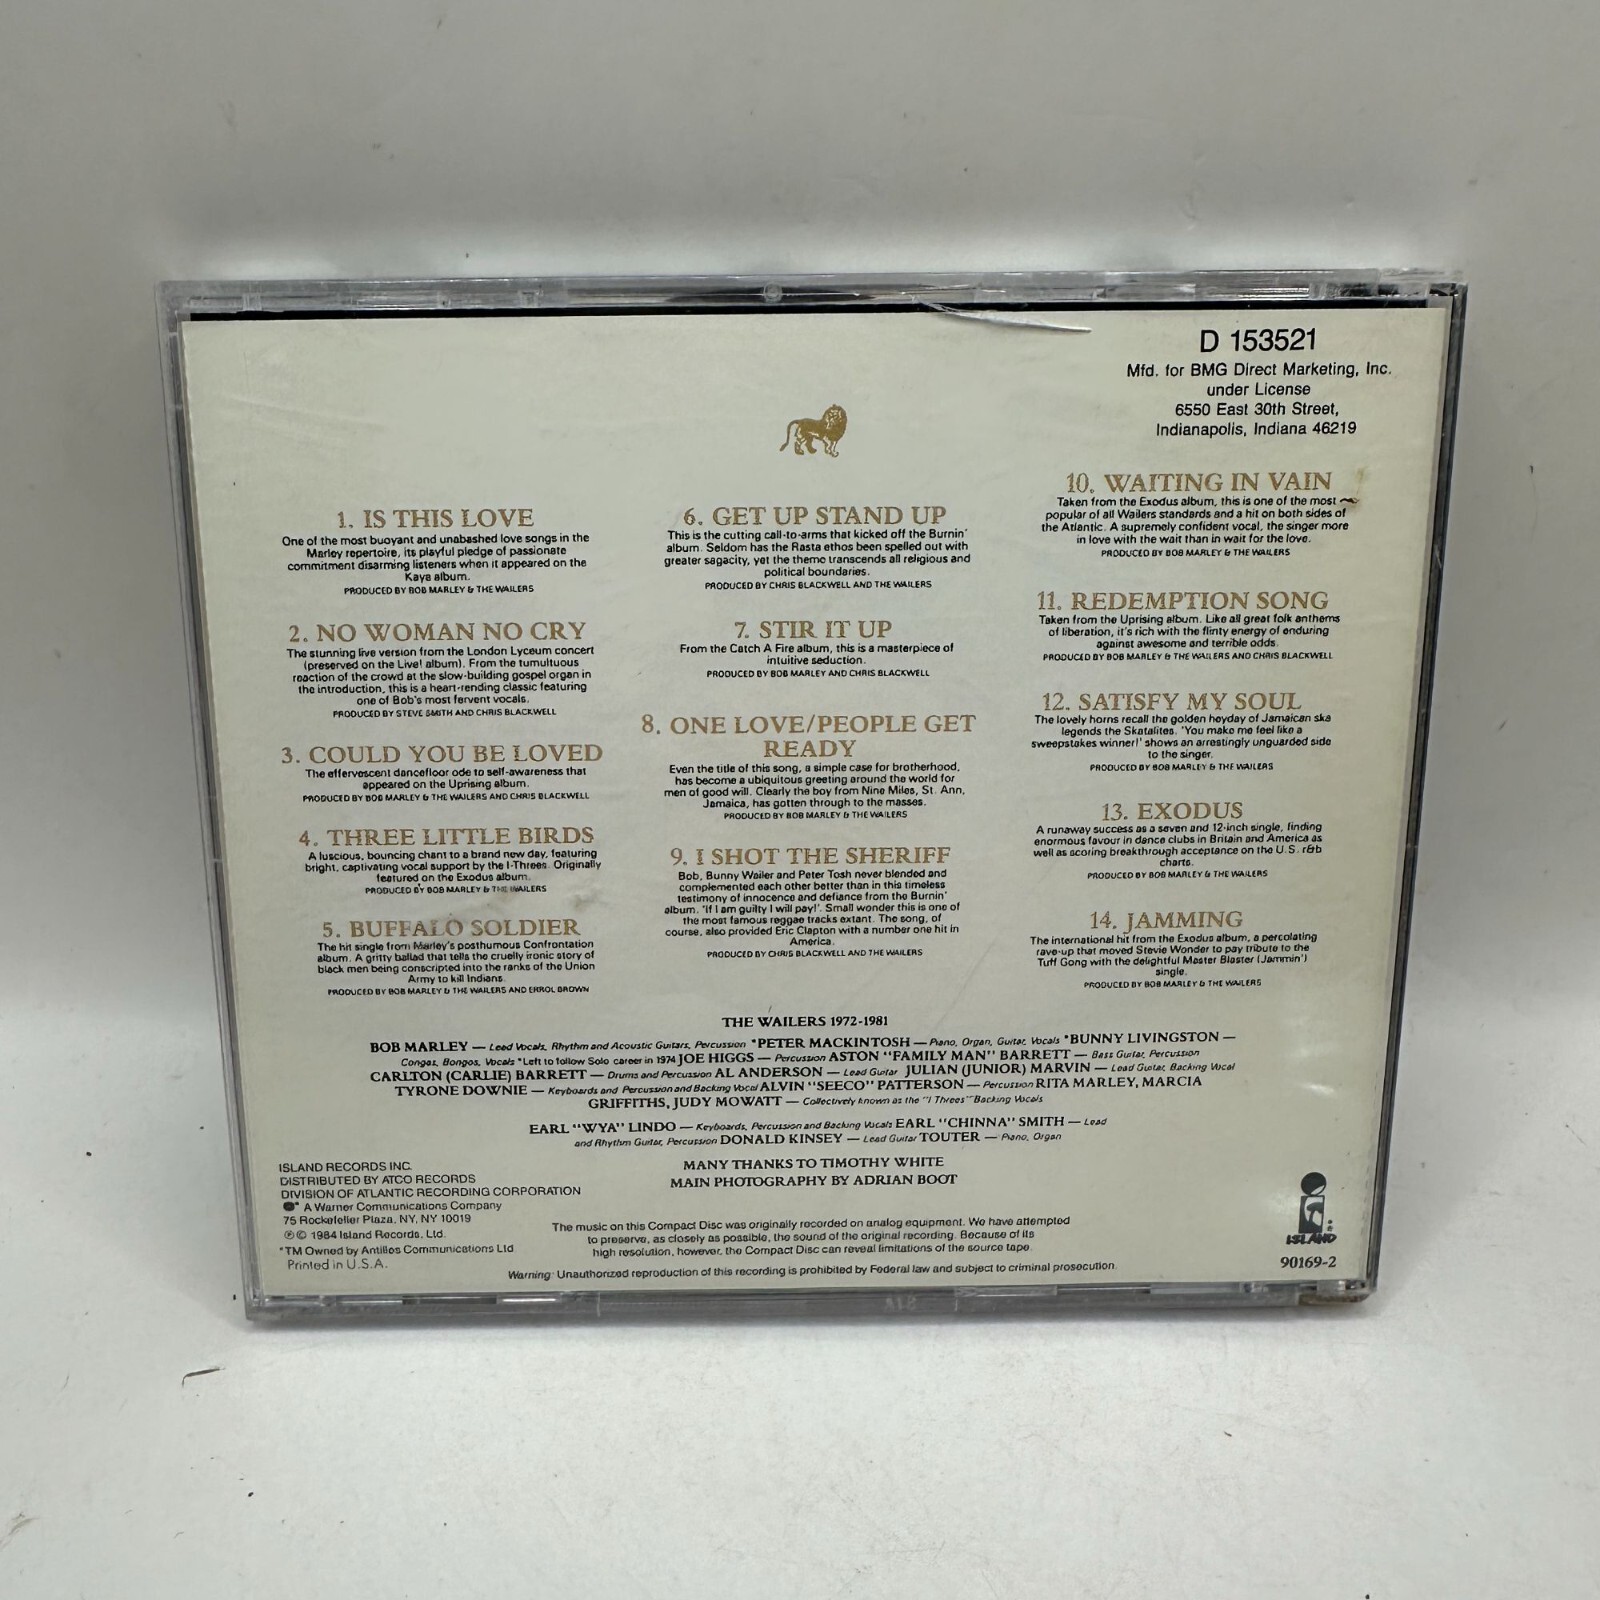 D 153521
Mfd. for BMG Direct Marketing, Inc.
under License
6550 East 30th Street,
Indianapolis, Indiana 46219
1. IS THIS LOVE
One of the most buoyant and unabashed love songs in the
Marley repertoire, its playful pledge of passionate
commitment disarming listeners when it appeared on the
Kaya album.
PRODUCED BY BOB MARLEY & THE WAILERS
2. NO WOMAN NO CRY
The stunning live version from the London Lyceum concert
(preserved on the Live! album). From the tumultuous
reaction of the crowd at the slow-building gospel organ in
the introduction, this is a heart-rending classic featuring
one of Bob's most fervent vocals.
PRODUCED BY STEVE SMITH AND CHRIS BLACKWELL
3. COULD YOU BE LOVED
The effervescent dancefloor ode to self-awareness that
appeared on the Uprising album.
PRODUCED BY BOB MARLEY & THE WAILERS AND CHRIS BLACKWELL
4. THREE LITTLE BIRDS
A luscious, bouncing chant to a brand new day, featuring
bright, captivating vocal support by the I-Threes. Originally
featured on the Exodus album.
PRODUCED BY BOB MARLEY & THE WAILERS
5. BUFFALO SOLDIER
The hit single from Marley's posthumous Confrontation
album. A gritty ballad that tells the cruelly ironic story of
black men being conscripted into the ranks of the Union
Army to kill Indians.
PRODUCED BY BOB MARLEY & THE WAILERS AND ERROL BROWN
6. GET UP STAND UP
This is the cutting call-to-arms that kicked off the Burnin'
album. Seldom has the Rasta ethos been spelled out with
greater sagacity, yet the theme transcends all religious and
political boundaries.
PRODUCED BY CHRIS BLACKWELL AND THE WAILERS
7. STIR IT UP
From the Catch A Fire album, this is a masterpiece of
intuitive seduction.
PRODUCED BY BOB MARLEY AND CHRIS BLACKWELL
8. ONE LOVE/PEOPLE GET
READY
Even the title of this song, a simple case for brotherhood,
has become a ubiquitous greeting around the world for
men of good will. Clearly the boy from Nine Miles, St. Ann,
Jamaica, has gotten through to the masses.
PRODUCED BY BOB MARLEY & THE WAILERS
9. I SHOT THE SHERIFF
Bob, Bunny Wailer and Peter Tosh never blended and
complemented each other better than in this timeless
testimony of innocence and defiance from the Burnin'
album. 'If I am guilty I will pay!'. Small wonder this is one of
the most famous reggae tracks extant. The song, of
course, also provided Eric Clapton with a number one hit in
America.
PRODUCED BY CHRIS BLACKWELL AND THE WAILERS
10. WAITING IN VAIN
Taken from the Exodus album, this is one of the most
popular of all Wailers standards and a hit on both sides of
the Atlantic. A supremely confident vocal, the singer more
in love with the wait than in wait for the love.
PRODUCED BY BOB MARLEY & THE WAILERS
11. REDEMPTION SONG
Taken from the Uprising album. Like all great folk anthems
of liberation, it's rich with the flinty energy of enduring
against awesome and terrible odds.
PRODUCED BY BOB MARLEY & THE WAILERS AND CHRIS BLACKWELL
12. SATISFY MY SOUL
The lovely horns recall the golden heyday of Jamaican ska
legends the Skatalites. 'You make me feel like a
sweepstakes winner!' shows an arrestingly unguarded side
to the singer.
PRODUCED BY BOB MARLEY & THE WAILERS
13. EXODUS
A runaway success as a seven and 12-inch single, finding
enormous favour in dance clubs in Britain and America as
well as scoring breakthrough acceptance on the U.S. r&b
charts.
PRODUCED BY BOB MARLEY & THE WAILERS
14. JAMMING
The international hit from the Exodus album, a percolating
rave-up that moved Stevie Wonder to pay tribute to the
Tuff Gong with the delightful Master Blaster (Jammin')
single.
PRODUCED BY BOB MARLEY & THE WAILERS
THE WAILERS 1972-1981
BOB MARLEY — Lead Vocals, Rhythm and Acoustic Guitars, Percussion *PETER MACKINTOSH — Piano, Organ, Guitar, Vocals *BUNNY LIVINGSTON —
Congas, Bongos, Vocals *Left to follow Solo career in 1974 JOE HIGGS — Percussion ASTON "FAMILY MAN" BARRETT — Bass Guitar, Percussion
CARLTON (CARLIE) BARRETT — Drums and Percussion AL ANDERSON — Lead Guitar JULIAN (JUNIOR) MARVIN — Lead Guitar, Backing Vocal
TYRONE DOWNIE — Keyboards and Percussion and Backing Vocal ALVIN "SEECO" PATTERSON — Percussion RITA MARLEY, MARCIA
GRIFFITHS, JUDY MOWATT — Collectively known as the "I Threes" Backing Vocals
EARL "WYA" LINDO — Keyboards, Percussion and Backing Vocals EARL "CHINNA" SMITH — Lead
and Rhythm Guitar, Percussion DONALD KINSEY — Lead Guitar TOUTER — Piano, Organ
MANY THANKS TO TIMOTHY WHITE
MAIN PHOTOGRAPHY BY ADRIAN BOOT
ISLAND RECORDS INC.
DISTRIBUTED BY ATCO RECORDS
DIVISION OF ATLANTIC RECORDING CORPORATION
* A Warner Communications Company
75 Rockefeller Plaza, NY, NY 10019
℗© 1984 Island Records, Ltd.
*TM Owned by Antilles Communications Ltd
Printed in U.S.A.
The music on this Compact Disc was originally recorded on analog equipment. We have attempted
to preserve, as closely as possible, the sound of the original recording. Because of its
high resolution, however, the Compact Disc can reveal limitations of the source tape.
Warning: Unauthorized reproduction of this recording is prohibited by Federal law and subject to criminal prosecution.
ISLAND
90169-2